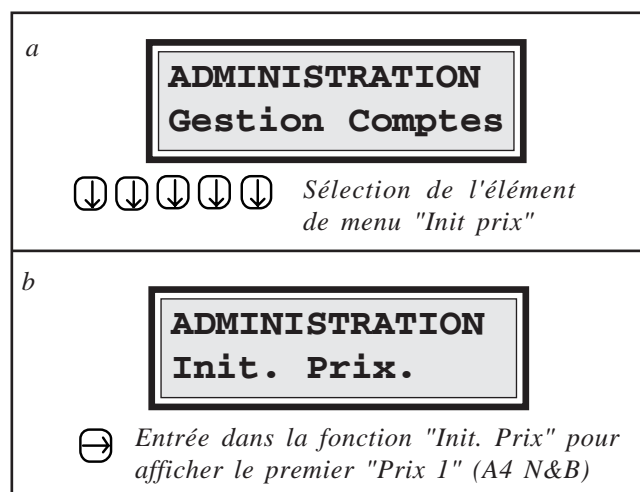 a
ADMINISTRATION
Gestion Comptes
Sélection de l'élément
de menu "Init prix"
b
ADMINISTRATION
Init. Prix.
Entrée dans la fonction "Init. Prix" pour
afficher le premier "Prix 1" (A4 N&B)